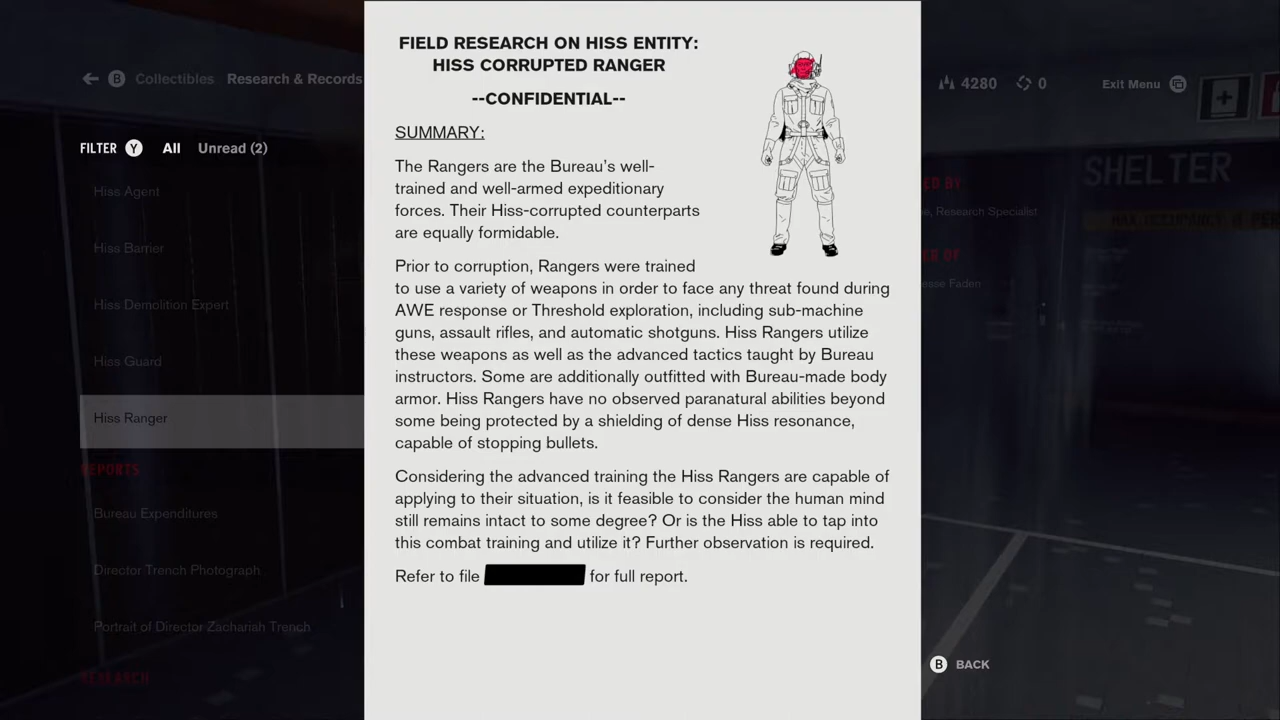 FIELD RESEARCH ON HISS ENTITY:
HISS CORRUPTED RANGER
--CONFIDENTIAL--
SUMMARY:
The Rangers are the Bureau's well-
trained and well-armed expeditionary
forces. Their Hiss-corrupted counterparts
are equally formidable.
Prior to corruption, Rangers were trained
to use a variety of weapons in order to face any threat found during
AWE response or Threshold exploration, including sub-machine
guns, assault rifles, and automatic shotguns. Hiss Rangers utilize
these weapons as well as the advanced tactics taught by Bureau
instructors. Some are additionally outfitted with Bureau-made body
armor. Hiss Rangers have no observed paranatural abilities beyond
some being protected by a shielding of dense Hiss resonance,
capable of stopping bullets.
Considering the advanced training the Hiss Rangers are capable of
applying to their situation, is it feasible to consider the human mind
still remains intact to some degree? Or is the Hiss able to tap into
this combat training and utilize it? Further observation is required.
Refer to file for full report.
B Collectibles Research & Records
FILTER Y All Unread (2)
Hiss Agent
Hiss Barrier
Hiss Demolition Expert
Hiss Guard
Hiss Ranger
REPORTS
Bureau Expenditures
Director Trench Photograph
Portrait of Director Zachariah Trench
RESEARCH
4280 0 Exit Menu
SHELTER
ED BY
e, Research Specialist
ER OF
esse Faden
B BACK